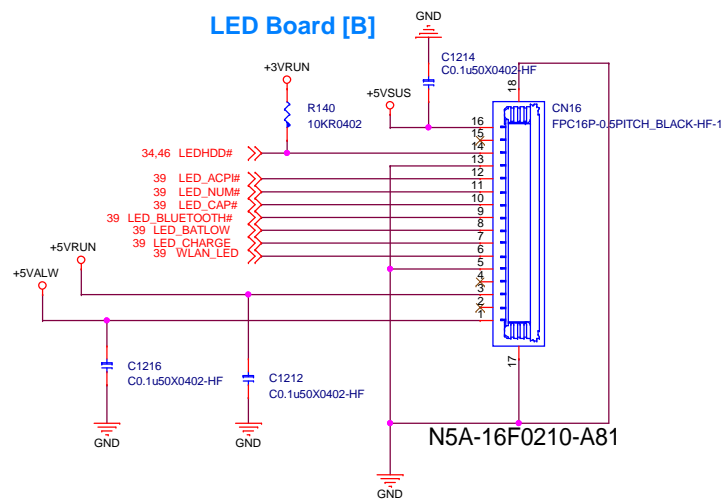 LED Board [B]
GND
C1214
C0.1u50X0402-HF
+3VRUN
+5VSUS
18
CN16
FPC16P-0.5PITCH_BLACK-HF-1
R140
10KR0402
16
15
34,46 LEDHDD#
14
13
39 LED_ACPI#
12
39 LED_NUM#
11
39 LED_CAP#
10
39 LED_BLUETOOTH#
9
39 LED_BATLOW
8
39 LED_CHARGE
7
39 WLAN_LED
6
+5VRUN
5
+5VALW
4
3
2
1
17
C1216
C0.1u50X0402-HF
C1212
C0.1u50X0402-HF
GND
GND
N5A-16F0210-A81
GND